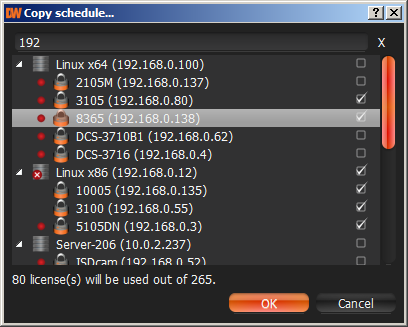 DW Copy schedule... ?
192 X
Linux x64 (192.168.0.100)
2105M (192.168.0.137)
3105 (192.168.0.80)
8365 (192.168.0.138)
DCS-3710B1 (192.168.0.62)
DCS-3716 (192.168.0.4)
Linux x86 (192.168.0.12)
10005 (192.168.0.135)
3100 (192.168.0.55)
5105DN (192.168.0.3)
Server-206 (10.0.2.237)
ISDcam (192.168.0.52)
80 license(s) will be used out of 265.
OK Cancel